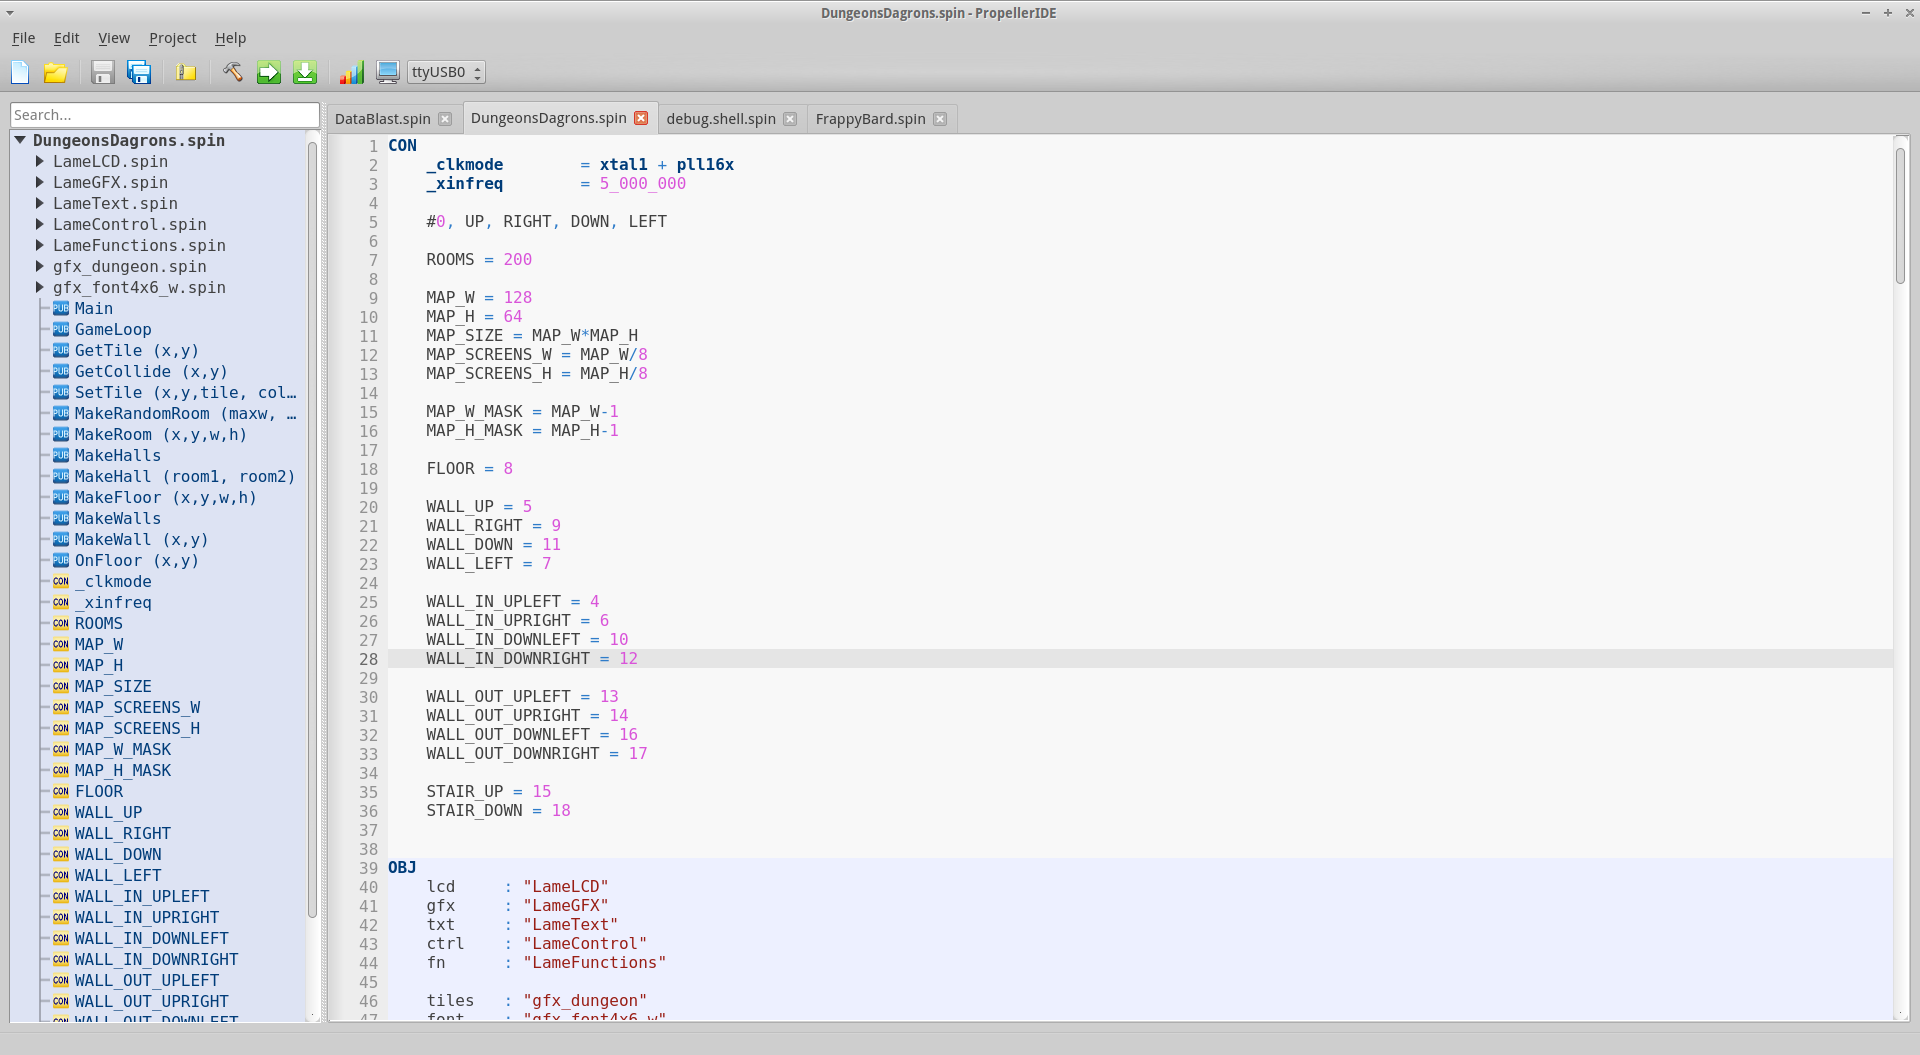 DungeonsDagrons.spin - PropellerIDE
File Edit View Project Help
ttyUSB0
Search...
DungeonsDagrons.spin
LameLCD.spin
LameGFX.spin
LameText.spin
LameControl.spin
LameFunctions.spin
gfx_dungeon.spin
gfx_font4x6_w.spin
PUB Main
PUB GameLoop
PUB GetTile (x,y)
PUB GetCollide (x,y)
PUB SetTile (x,y,tile, col…
PUB MakeRandomRoom (maxw, …
PUB MakeRoom (x,y,w,h)
PUB MakeHalls
PUB MakeHall (room1, room2)
PUB MakeFloor (x,y,w,h)
PUB MakeWalls
PUB MakeWall (x,y)
PUB OnFloor (x,y)
CON _clkmode
CON _xinfreq
CON ROOMS
CON MAP_W
CON MAP_H
CON MAP_SIZE
CON MAP_SCREENS_W
CON MAP_SCREENS_H
CON MAP_W_MASK
CON MAP_H_MASK
CON FLOOR
CON WALL_UP
CON WALL_RIGHT
CON WALL_DOWN
CON WALL_LEFT
CON WALL_IN_UPLEFT
CON WALL_IN_UPRIGHT
CON WALL_IN_DOWNLEFT
CON WALL_IN_DOWNRIGHT
CON WALL_OUT_UPLEFT
CON WALL_OUT_UPRIGHT
CON WALL_OUT_DOWNLEFT
DataBlast.spin DungeonsDagrons.spin debug.shell.spin FrappyBard.spin
1 CON
2     _clkmode        = xtal1 + pll16x
3     _xinfreq        = 5_000_000
4
5     #0, UP, RIGHT, DOWN, LEFT
6
7     ROOMS = 200
8
9     MAP_W = 128
10     MAP_H = 64
11     MAP_SIZE = MAP_W*MAP_H
12     MAP_SCREENS_W = MAP_W/8
13     MAP_SCREENS_H = MAP_H/8
14
15     MAP_W_MASK = MAP_W-1
16     MAP_H_MASK = MAP_H-1
17
18     FLOOR = 8
19
20     WALL_UP = 5
21     WALL_RIGHT = 9
22     WALL_DOWN = 11
23     WALL_LEFT = 7
24
25     WALL_IN_UPLEFT = 4
26     WALL_IN_UPRIGHT = 6
27     WALL_IN_DOWNLEFT = 10
28     WALL_IN_DOWNRIGHT = 12
29
30     WALL_OUT_UPLEFT = 13
31     WALL_OUT_UPRIGHT = 14
32     WALL_OUT_DOWNLEFT = 16
33     WALL_OUT_DOWNRIGHT = 17
34
35     STAIR_UP = 15
36     STAIR_DOWN = 18
37
38
39 OBJ
40     lcd     : "LameLCD"
41     gfx     : "LameGFX"
42     txt     : "LameText"
43     ctrl    : "LameControl"
44     fn      : "LameFunctions"
45
46     tiles   : "gfx_dungeon"
47     font    : "gfx_font4x6_w"